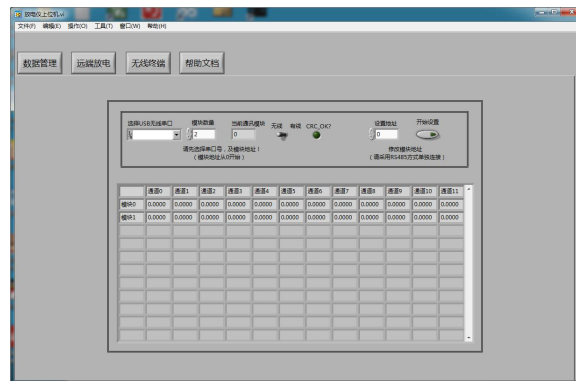 放电仪上位机.vi
文件(F) 编辑(E) 操作(O) 工具(T) 窗口(W) 帮助(H)
数据管理 远端放电 无线终端 帮助文档
选择USB无线串口 模块数量 当前通讯模块 无线 有线 CRC_OK? 设置地址 开始设置
2 0 0
请先选择串口号，及模块地址！ 修改模块地址
（模块地址从0开始） （请采用RS485方式单独连接）
通道0 通道1 通道2 通道3 通道4 通道5 通道6 通道7 通道8 通道9 通道10 通道11
模块0 0.0000 0.0000 0.0000 0.0000 0.0000 0.0000 0.0000 0.0000 0.0000 0.0000 0.0000 0.0000
模块1 0.0000 0.0000 0.0000 0.0000 0.0000 0.0000 0.0000 0.0000 0.0000 0.0000 0.0000 0.0000